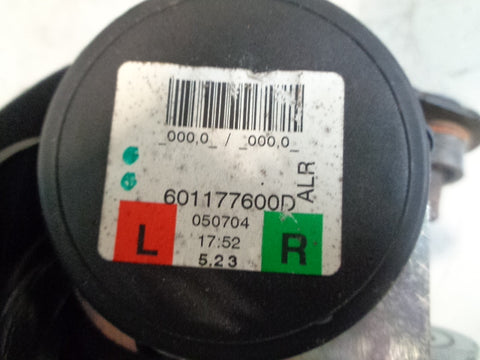 _000,0_ / _000,0_
ALR
601177600D
050704
L
17:52
R
5,23